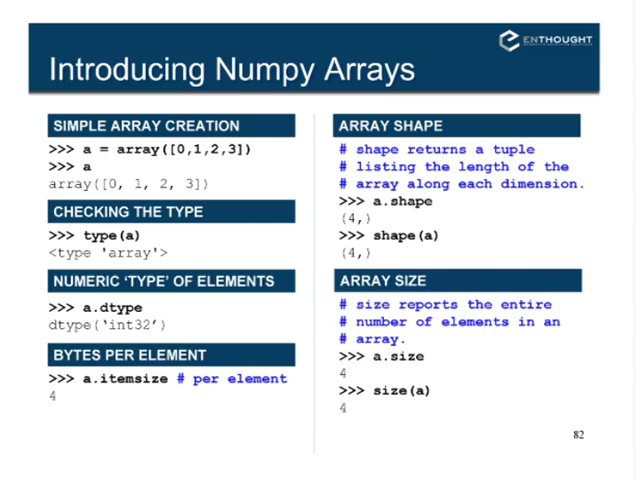 ENTHOUGHT
Introducing Numpy Arrays
SIMPLE ARRAY CREATION
>>> a = array([0,1,2,3])
>>> a
array([0, 1, 2, 3])
CHECKING THE TYPE
>>> type(a)
<type 'array'>
NUMERIC ‘TYPE’ OF ELEMENTS
>>> a.dtype
dtype(‘int32’)
BYTES PER ELEMENT
>>> a.itemsize # per element
4
ARRAY SHAPE
# shape returns a tuple
# listing the length of the
# array along each dimension.
>>> a.shape
(4,)
>>> shape(a)
(4,)
ARRAY SIZE
# size reports the entire
# number of elements in an
# array.
>>> a.size
4
>>> size(a)
4
82